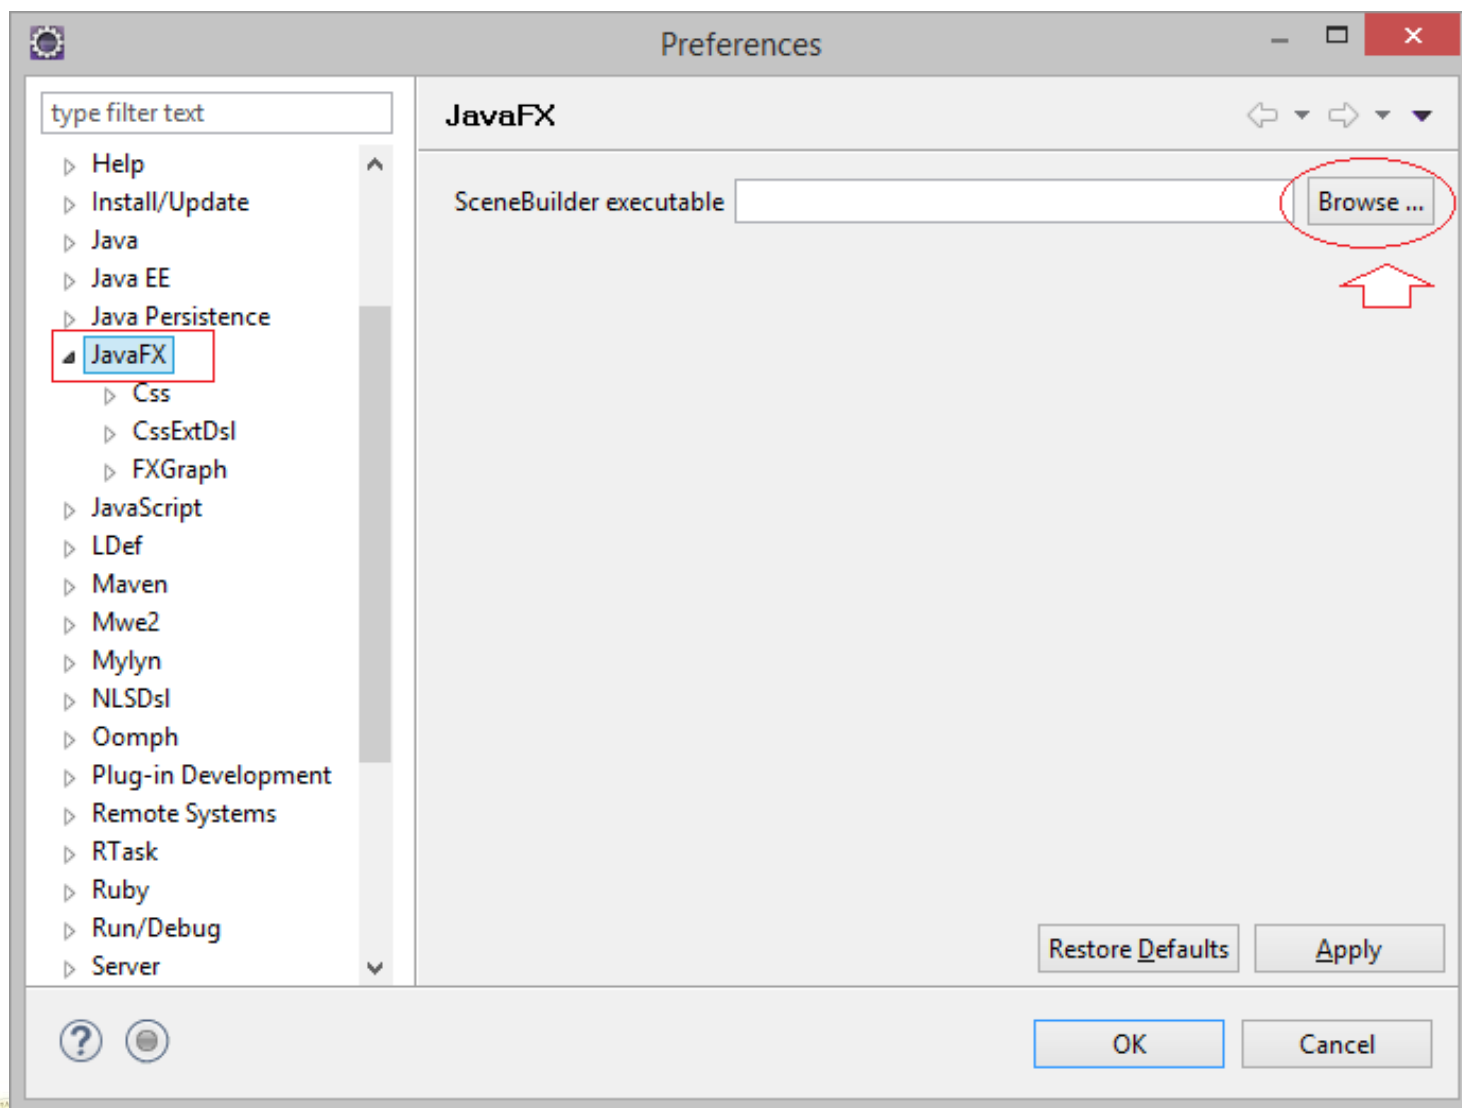 Preferences
type filter text
JavaFX
Help
Install/Update
Java
Java EE
Java Persistence
JavaFX
Css
CssExtDsl
FXGraph
JavaScript
LDef
Maven
Mwe2
Mylyn
NLSDsl
Oomph
Plug-in Development
Remote Systems
RTask
Ruby
Run/Debug
Server
SceneBuilder executable
Browse ...
Restore Defaults
Apply
?
OK
Cancel